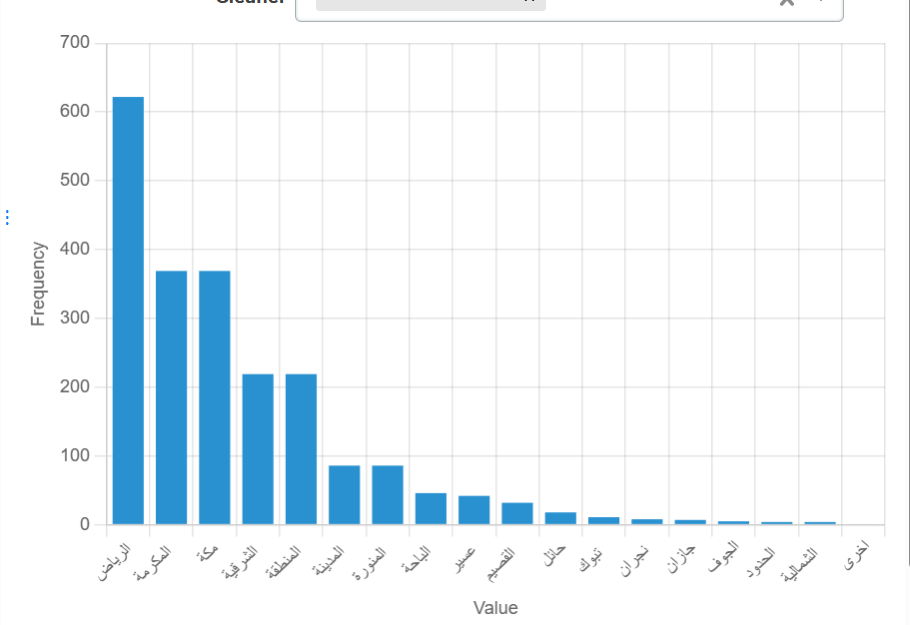 Cleaner
700
600
500
400
300
200
100
0
Frequency
الرياض
المكرمة
مكة
الشرقية
المنطقة
المدينة
المنورة
الباحة
عسير
القصيم
حائل
تبوك
نجران
جازان
الجوف
الحدود
الشمالية
اخرى
Value